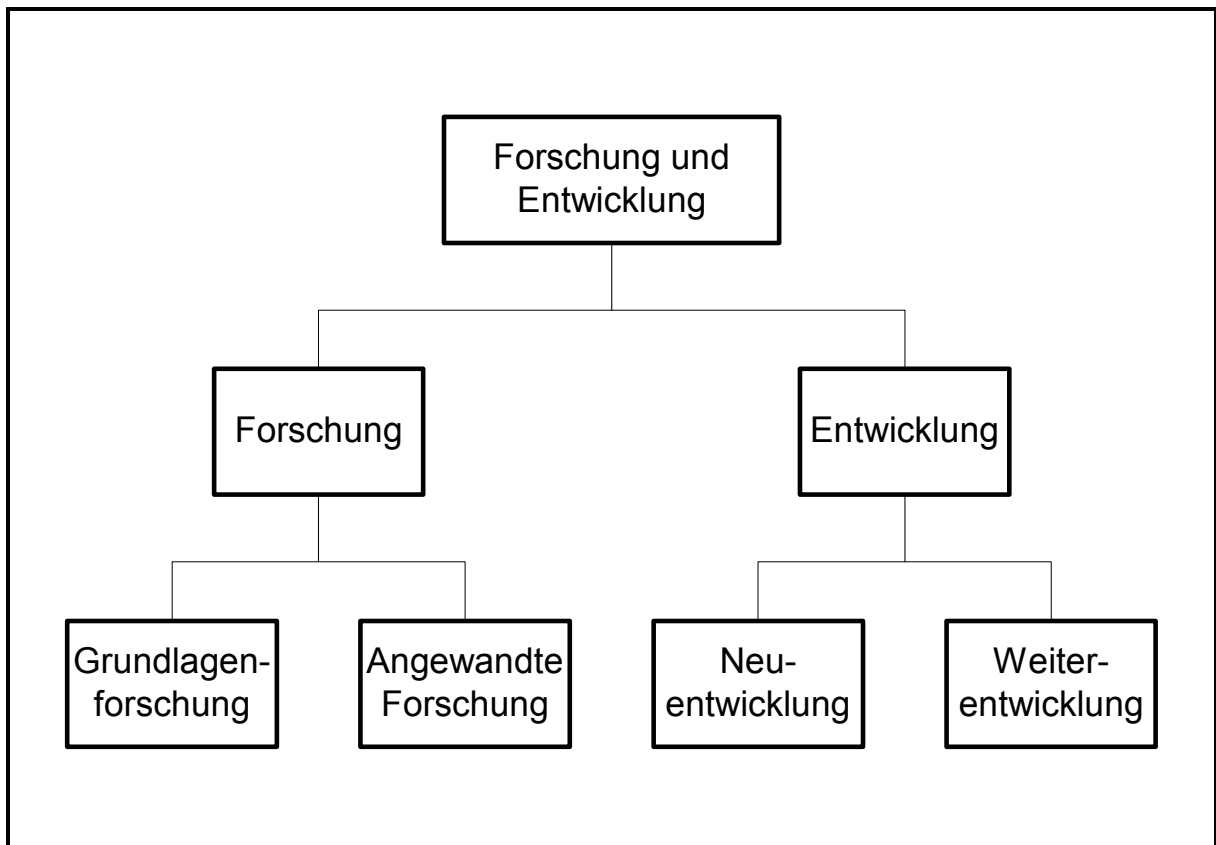 Forschung und
Entwicklung
Forschung
Entwicklung
Grundlagen-
forschung
Angewandte
Forschung
Neu-
entwicklung
Weiter-
entwicklung